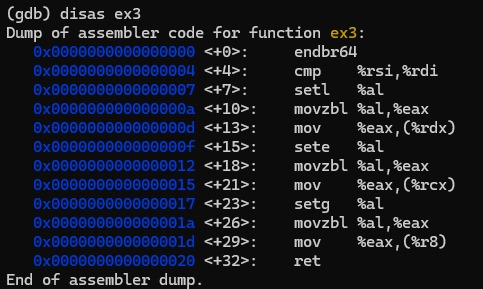 (gdb) disas ex3
Dump of assembler code for function ex3:
   0x0000000000000000 <+0>:     endbr64
   0x0000000000000004 <+4>:     cmp    %rsi,%rdi
   0x0000000000000007 <+7>:     setl   %al
   0x000000000000000a <+10>:    movzbl %al,%eax
   0x000000000000000d <+13>:    mov    %eax,(%rdx)
   0x000000000000000f <+15>:    sete   %al
   0x0000000000000012 <+18>:    movzbl %al,%eax
   0x0000000000000015 <+21>:    mov    %eax,(%rcx)
   0x0000000000000017 <+23>:    setg   %al
   0x000000000000001a <+26>:    movzbl %al,%eax
   0x000000000000001d <+29>:    mov    %eax,(%r8)
   0x0000000000000020 <+32>:    ret
End of assembler dump.